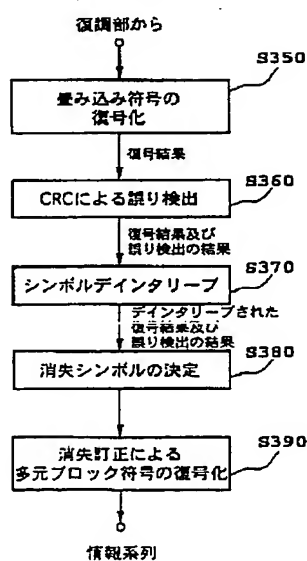 復調部から
S350
畳み込み符号の
復号化
復号結果
S360
CRCによる誤り検出
復号結果及び
誤り検出の結果
S370
シンボルデインタリーブ
デインタリーブされた
復号結果及び
誤り検出の結果
S380
消失シンボルの決定
S390
消失訂正による
多元ブロック符号の復号化
情報系列